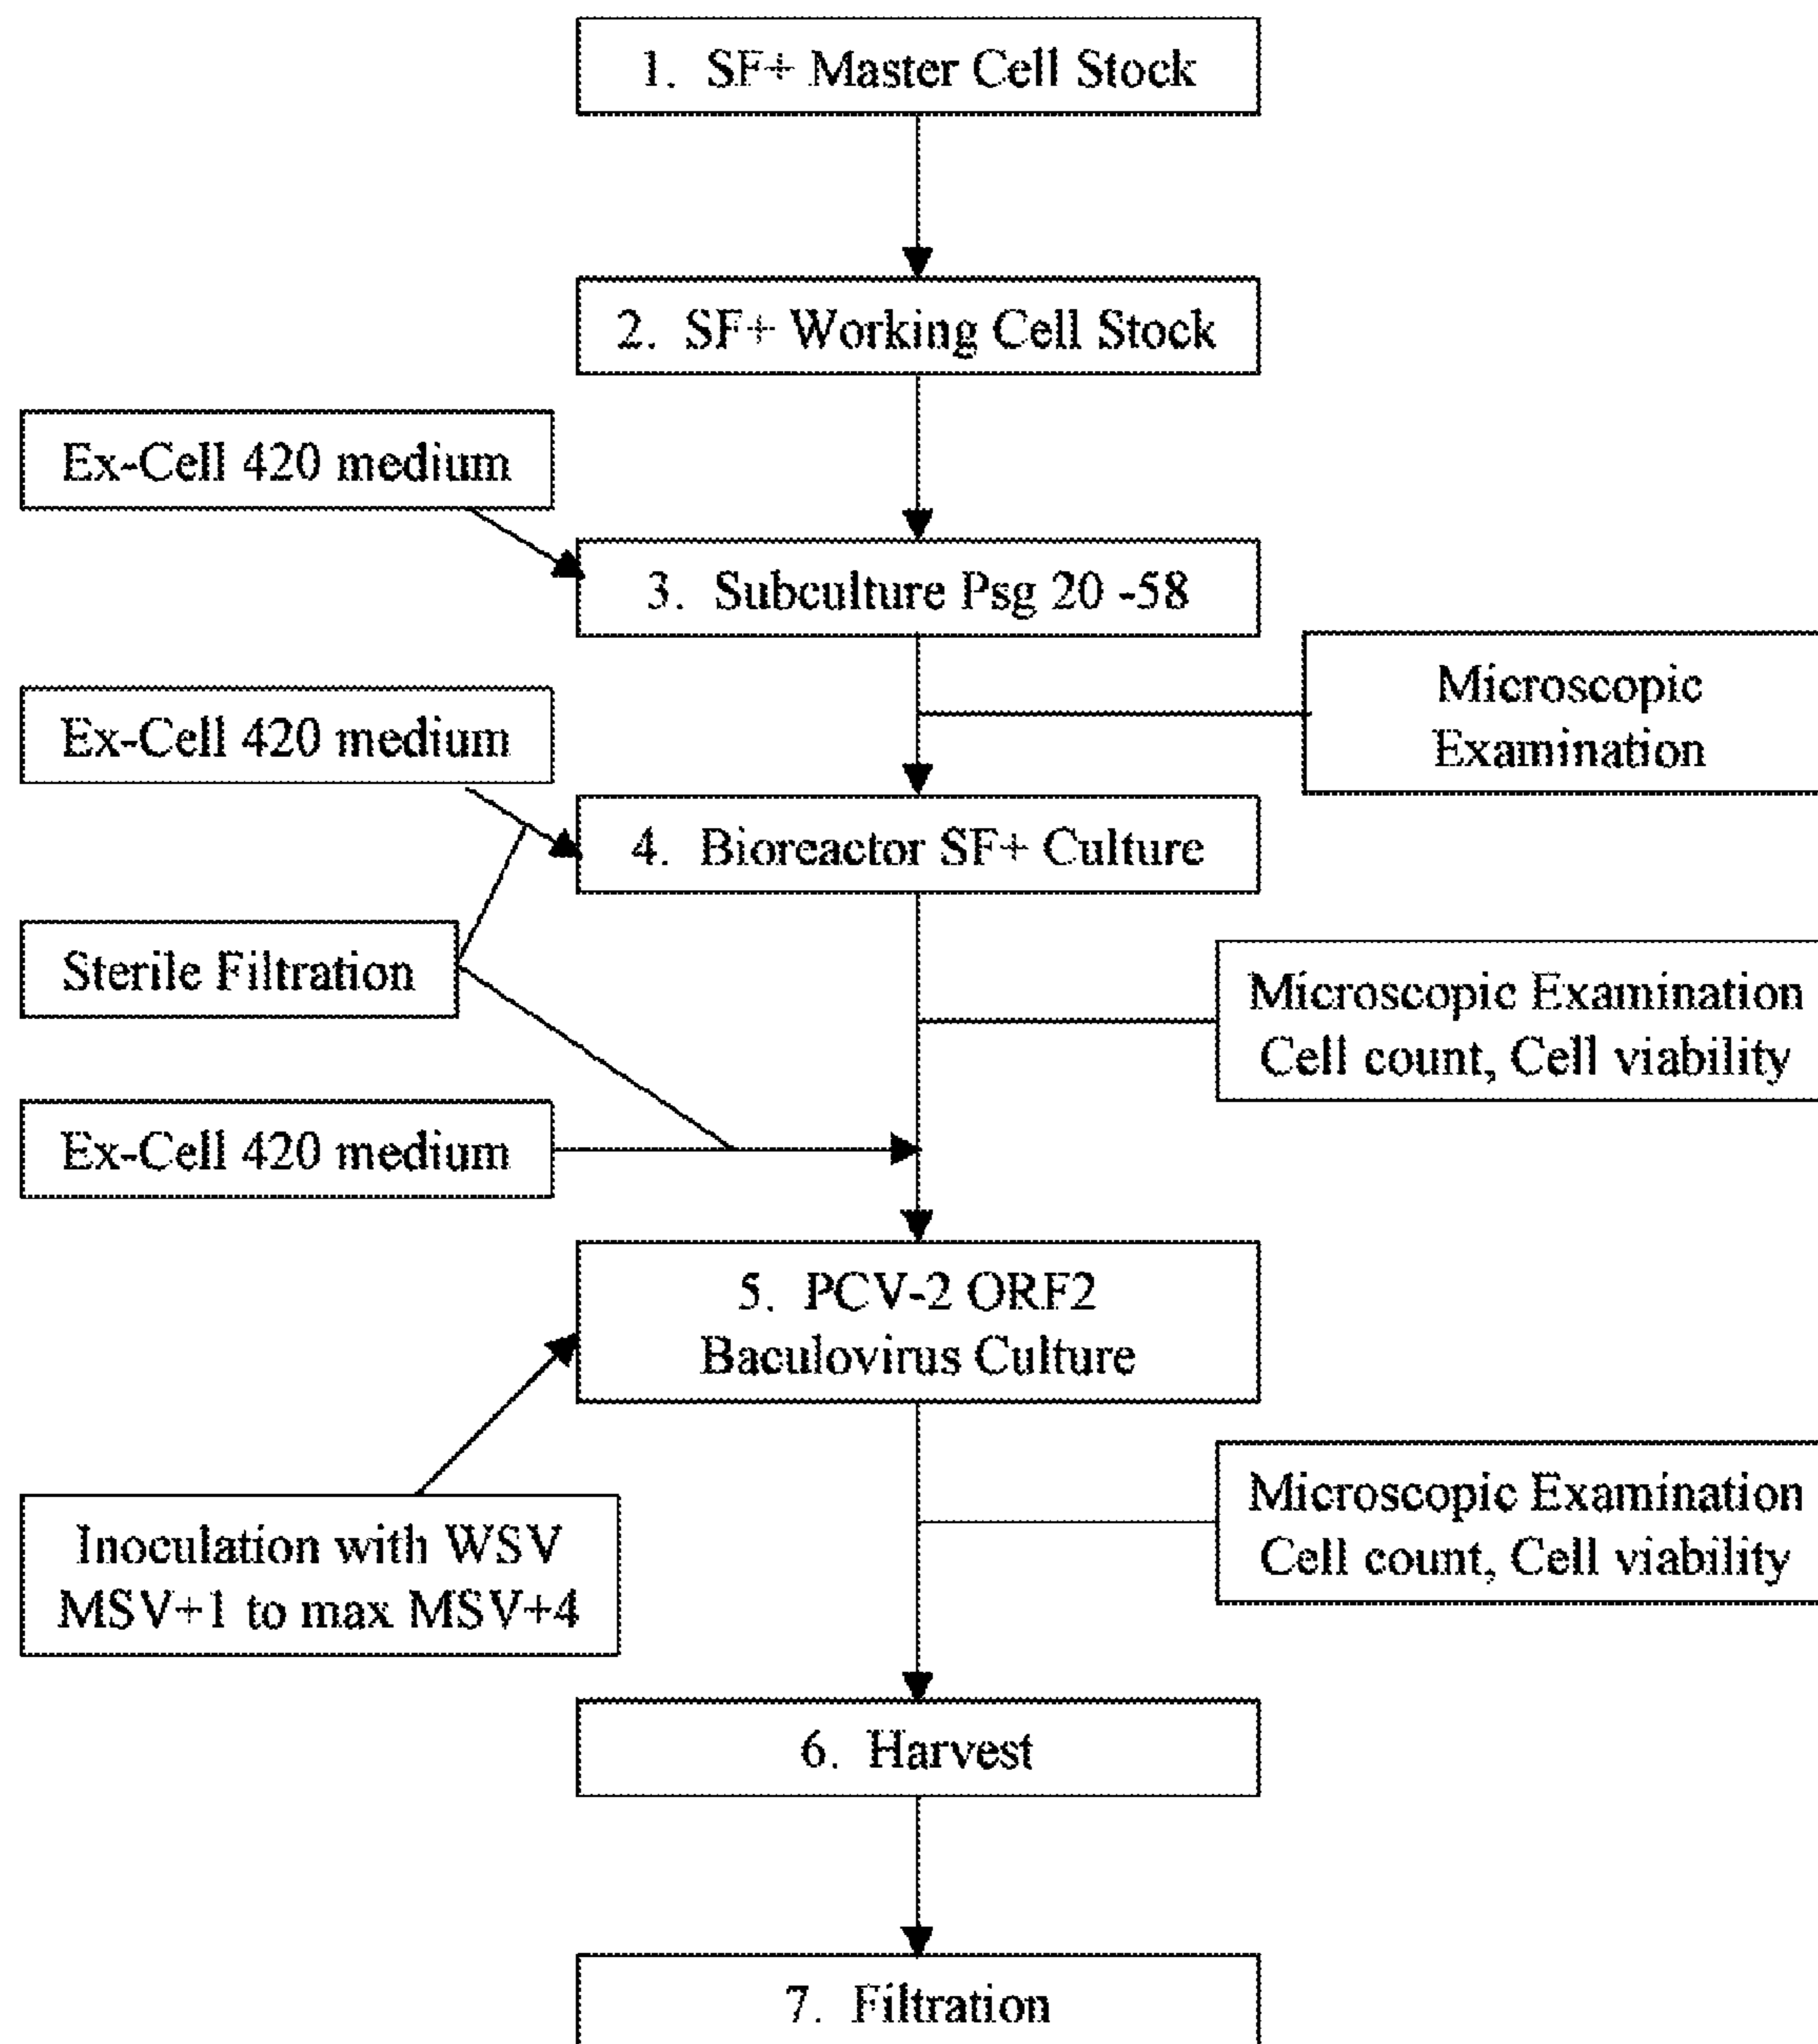 1. SF+ Master Cell Stock
2. SF+ Working Cell Stock
Ex-Cell 420 medium
3. Subculture Psg 20 -58
Microscopic
Examination
Ex-Cell 420 medium
4. Bioreactor SF+ Culture
Sterile Filtration
Microscopic Examination
Cell count, Cell viability
Ex-Cell 420 medium
5. PCV-2 ORF2
Baculovirus Culture
Inoculation with WSV
MSV+1 to max MSV+4
Microscopic Examination
Cell count, Cell viability
6. Harvest
7. Filtration